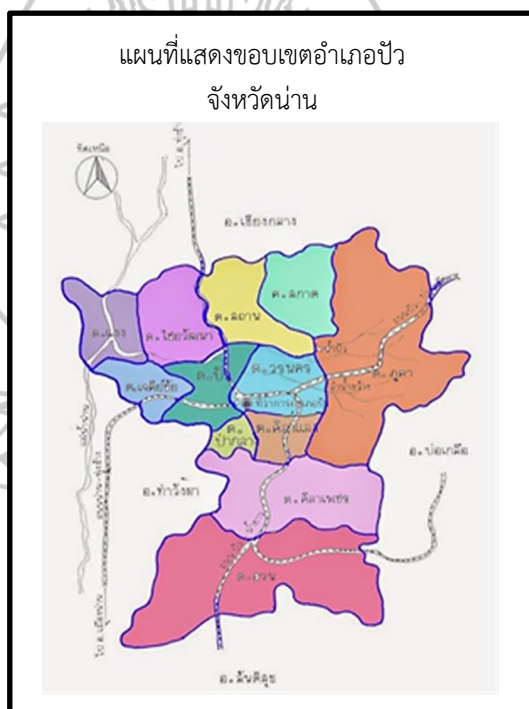 แผนที่แสดงขอบเขตอำเภอปัว
จังหวัดน่าน
ทิศเหนือ
อ.เชียงกลาง
ต.สกาด
ต.สถาน
ต.แงง
ต.ไชยวัฒนา
ต.ปัว
ต.วรนคร
ต.ภูคา
ต.เจดีย์ชัย
ต.ศิลาแลง
ต.
ป่ากลาง
อ.บ่อเกลือ
อ.ท่าวังผา
ต.ศิลาเพชร
ต.อวน
อ.สันติสุข